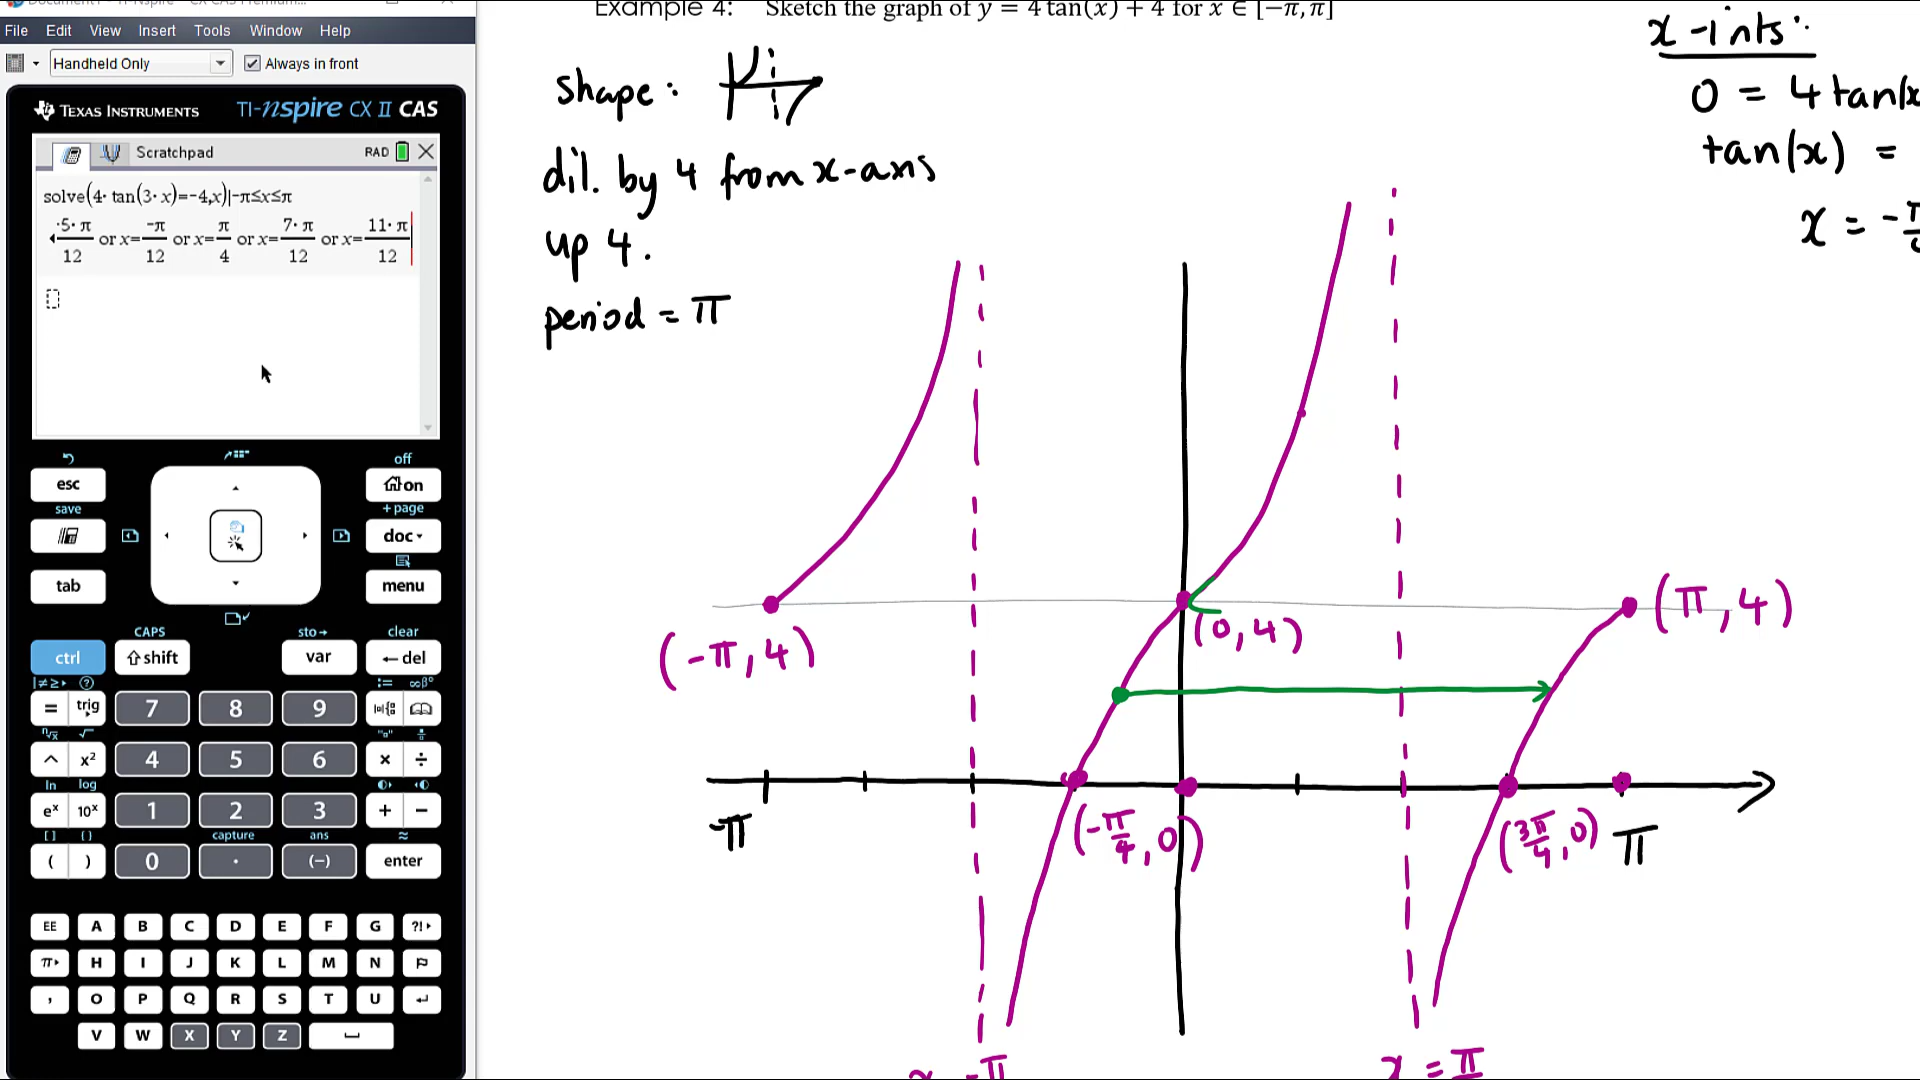 File Edit View Insert Tools Window Help
Handheld Only
Always in front
TEXAS INSTRUMENTS
TI-nspire CX II CAS
Scratchpad
RAD
solve(4·tan(3·x)=-4,x)|-π≤x≤π
-5·π/12 or x=-π/12 or x=π/4 or x=7·π/12 or x=11·π/12
off
esc
on
save
+ page
doc
tab
menu
CAPS
sto→
clear
ctrl
shift
var
←del
= trig 7 8 9
^ x² 4 5 6 × ÷
ln log
eˣ 10ˣ 1 2 3 + −
[] {} capture ans ≈
( ) 0 . (−) enter
EE A B C D E F G ?!
π H I J K L M N
, O P Q R S T U
V W X Y Z
Example 4: Sketch the graph of y = 4 tan(x) + 4 for x ∈ [−π, π]
shape:
dil. by 4 from x-axis
up 4.
period = π
x-ints:
0 = 4 tan(x
tan(x) =
(-π, 4)
(0, 4)
(π, 4)
-π
(-π/4, 0)
(3π/4, 0)
π